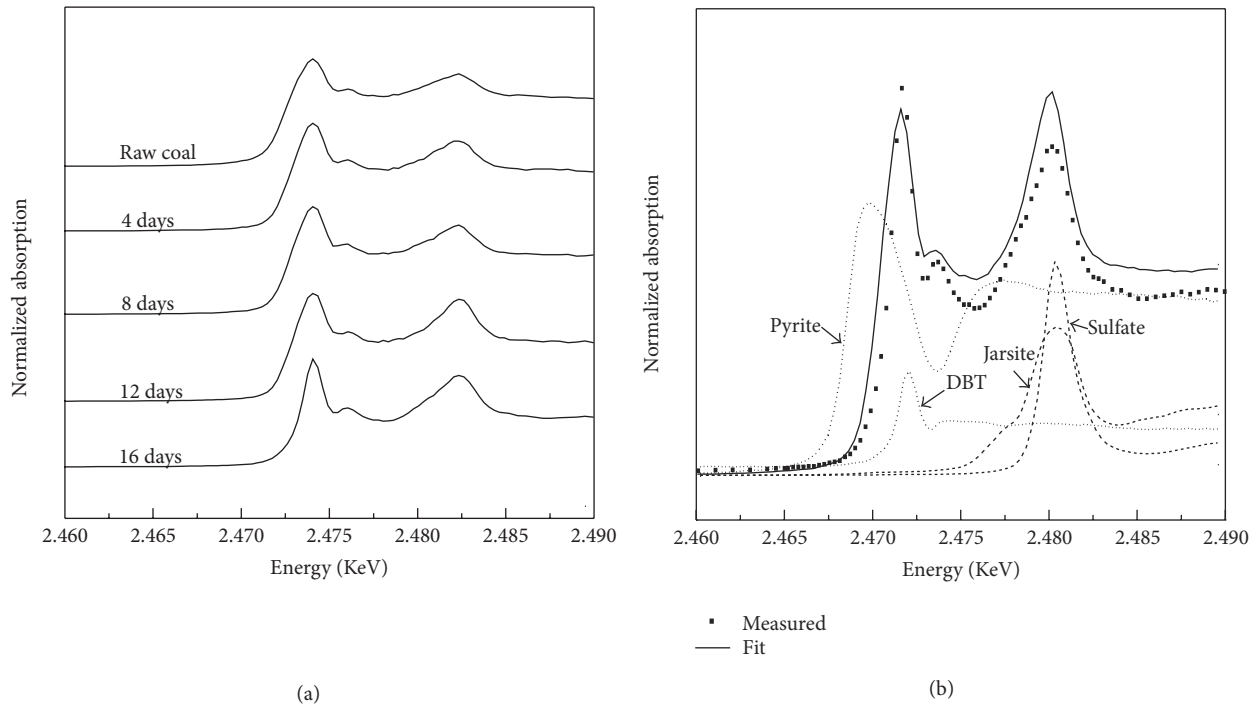 Normalized absorption
Raw coal
4 days
8 days
12 days
16 days
2.460 2.465 2.470 2.475 2.480 2.485 2.490
Energy (KeV)
(a)
Normalized absorption
Pyrite
DBT
Jarsite
Sulfate
2.460 2.465 2.470 2.475 2.480 2.485 2.490
Energy (KeV)
Measured
Fit
(b)